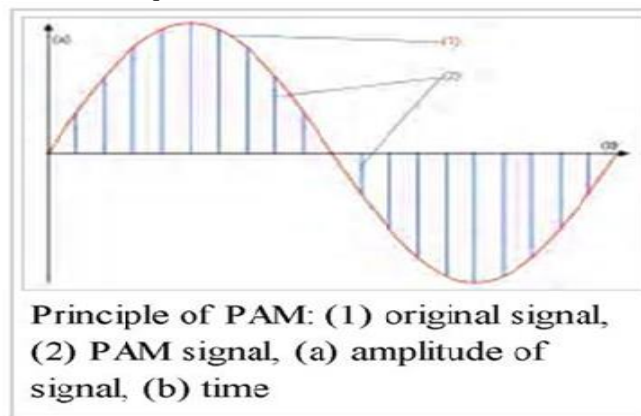 (a)
(1)
(2)
(b)
Principle of PAM: (1) original signal,
(2) PAM signal, (a) amplitude of
signal, (b) time